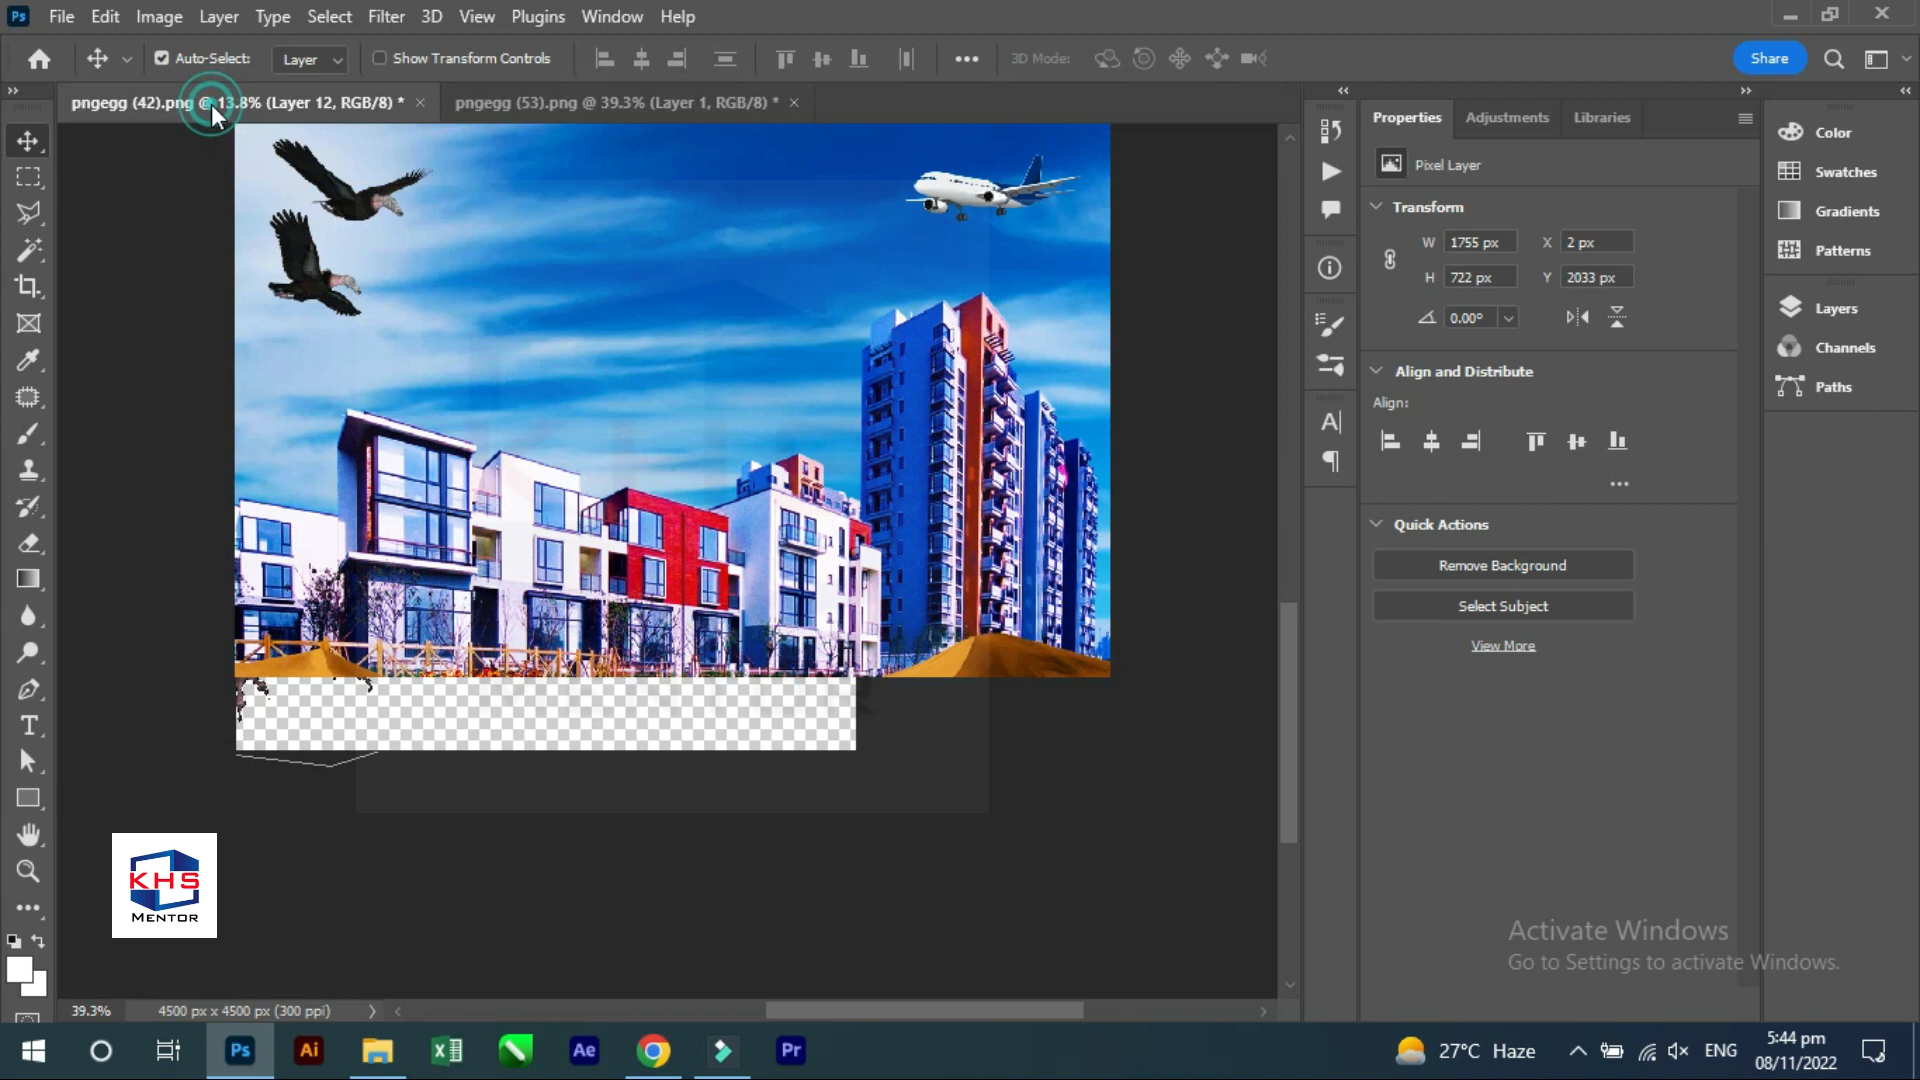 Ps File Edit Image Layer Type Select Filter 3D View Plugins Window Help
Auto-Select: Layer Show Transform Controls 3D Mode: Share
pngegg (42).png @ 13.8% (Layer 12, RGB/8) * × pngegg (53).png @ 39.3% (Layer 1, RGB/8) * ×
Properties Adjustments Libraries
Pixel Layer
Transform
W 1755 px X 2 px
H 722 px Y 2033 px
0.00°
Align and Distribute
Align:
Quick Actions
Remove Background
Select Subject
View More
Color
Swatches
Gradients
Patterns
Layers
Channels
Paths
KHS
MENTOR
Activate Windows
Go to Settings to activate Windows.
39.3% 4500 px x 4500 px (300 ppi)
Ps Ai Ae Pr
27°C Haze ENG
5:44 pm
08/11/2022